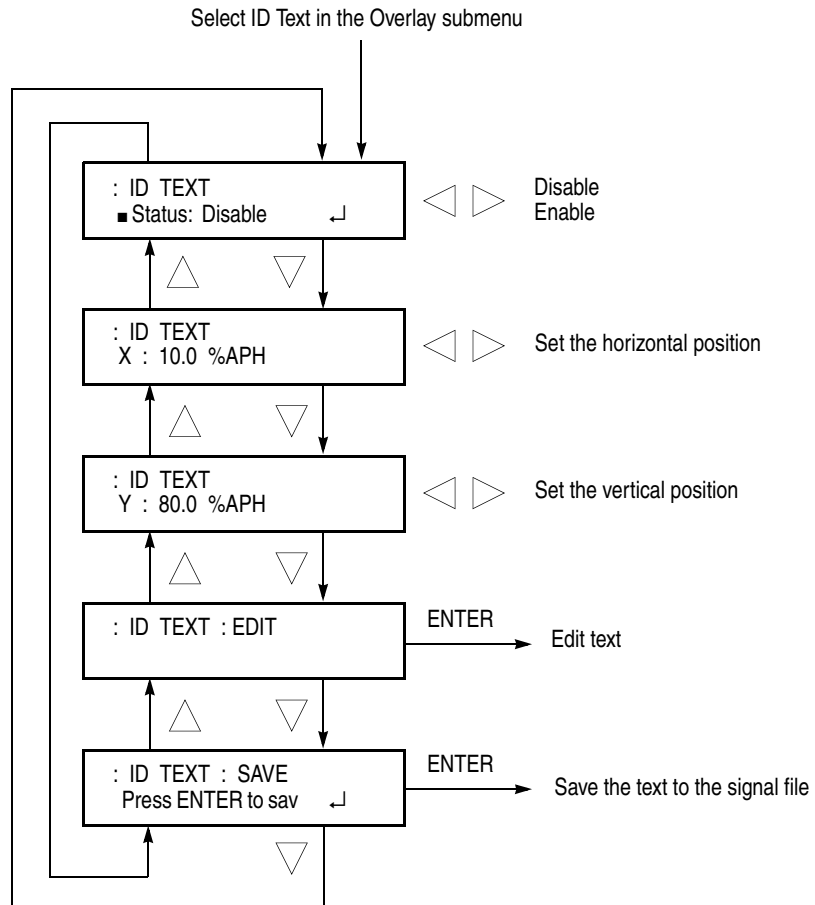 Select ID Text in the Overlay submenu
: ID TEXT
■ Status: Disable ↵
Disable
Enable
: ID TEXT
X : 10.0 %APH
Set the horizontal position
: ID TEXT
Y : 80.0 %APH
Set the vertical position
: ID TEXT : EDIT
ENTER
Edit text
: ID TEXT : SAVE
Press ENTER to sav ↵
ENTER
Save the text to the signal file